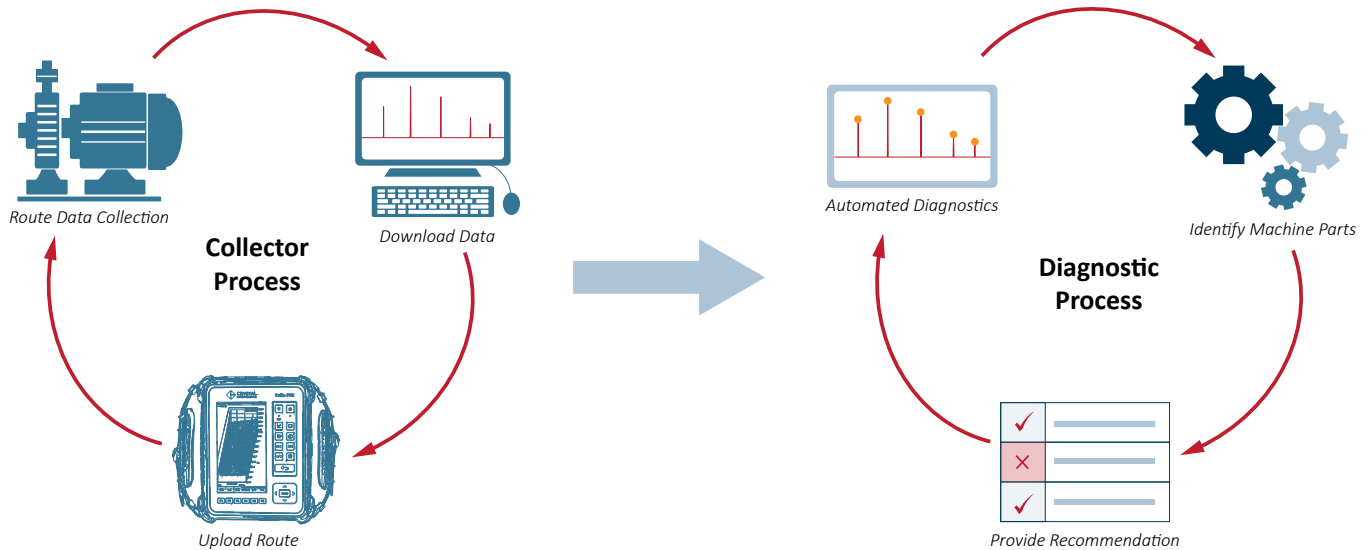 Route Data Collection
Download Data
Collector
Process
Upload Route
Automated Diagnostics
Identify Machine Parts
Diagnostic
Process
Provide Recommendation